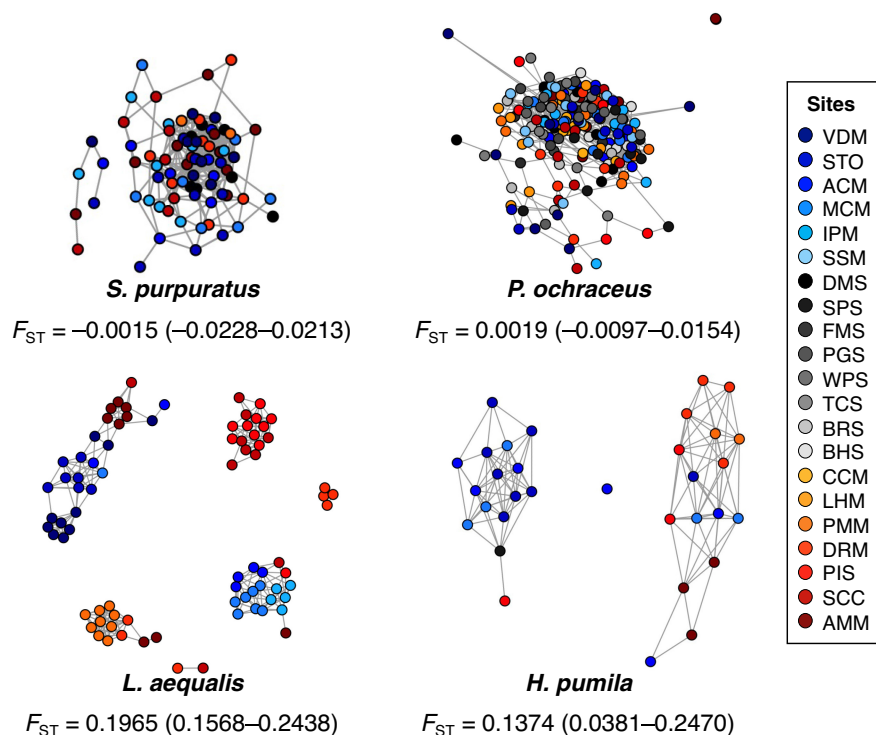 S. purpuratus
F_ST = –0.0015 (–0.0228–0.0213)
P. ochraceus
F_ST = 0.0019 (–0.0097–0.0154)
L. aequalis
F_ST = 0.1965 (0.1568–0.2438)
H. pumila
F_ST = 0.1374 (0.0381–0.2470)
Sites
VDM
STO
ACM
MCM
IPM
SSM
DMS
SPS
FMS
PGS
WPS
TCS
BRS
BHS
CCM
LHM
PMM
DRM
PIS
SCC
AMM